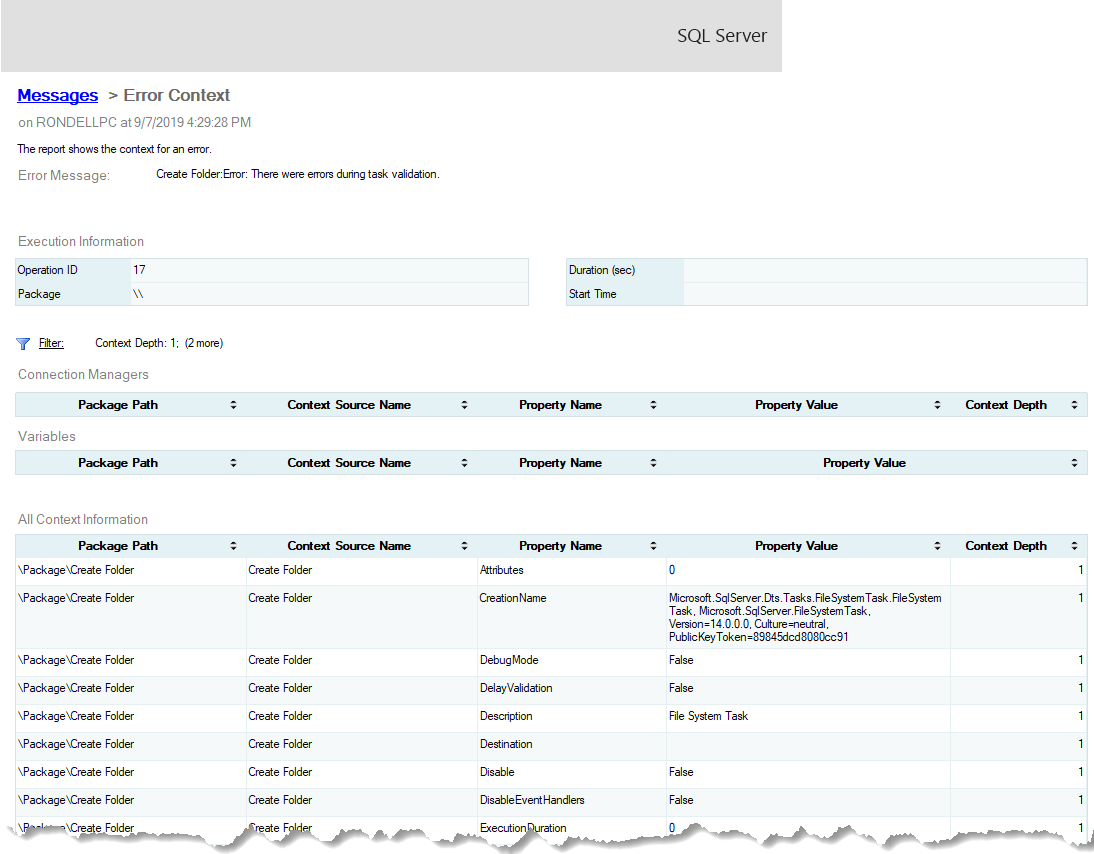 SQL Server
Messages > Error Context
on RONDELLPC at 9/7/2019 4:29:28 PM
The report shows the context for an error.
Error Message: Create Folder:Error: There were errors during task validation.
Execution Information
Operation ID 17 Duration (sec)
Package \\ Start Time
Filter: Context Depth: 1; (2 more)
Connection Managers
Package Path Context Source Name Property Name Property Value Context Depth
Variables
Package Path Context Source Name Property Name Property Value
All Context Information
Package Path Context Source Name Property Name Property Value Context Depth
\Package\Create Folder Create Folder Attributes 0 1
\Package\Create Folder Create Folder CreationName Microsoft.SqlServer.Dts.Tasks.FileSystemTask.FileSystem 1
Task, Microsoft.SqlServer.FileSystemTask,
Version=14.0.0.0, Culture=neutral,
PublicKeyToken=89845dcd8080cc91
\Package\Create Folder Create Folder DebugMode False 1
\Package\Create Folder Create Folder DelayValidation False 1
\Package\Create Folder Create Folder Description File System Task 1
\Package\Create Folder Create Folder Destination 1
\Package\Create Folder Create Folder Disable False 1
\Package\Create Folder Create Folder DisableEventHandlers False 1
\Package\Create Folder Create Folder ExecutionDuration 0 1